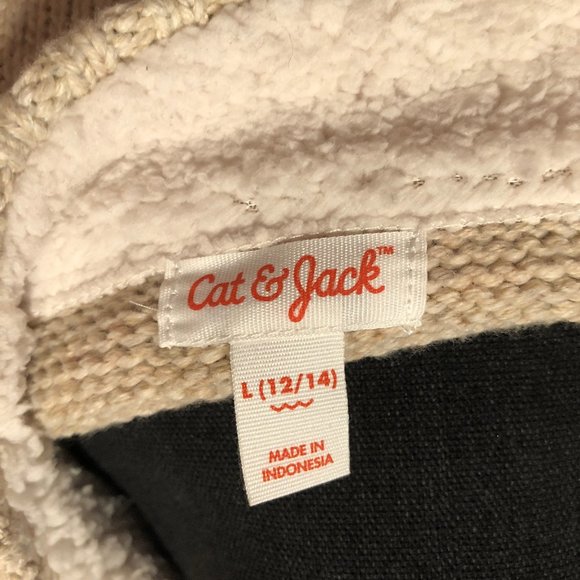 Cat & Jack™
L (12/14)
MADE IN
INDONESIA